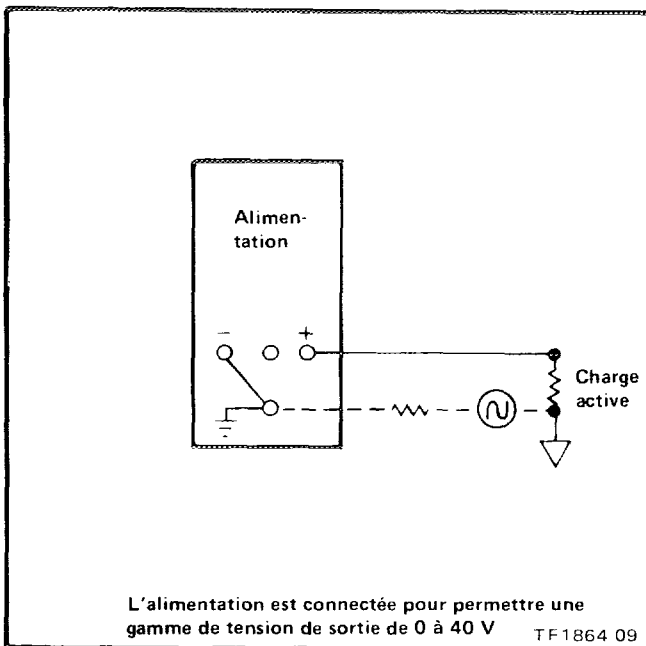 Alimen-
tation
- +
Charge
active
L'alimentation est connectée pour permettre une
gamme de tension de sortie de 0 à 40 V
TF1864 09